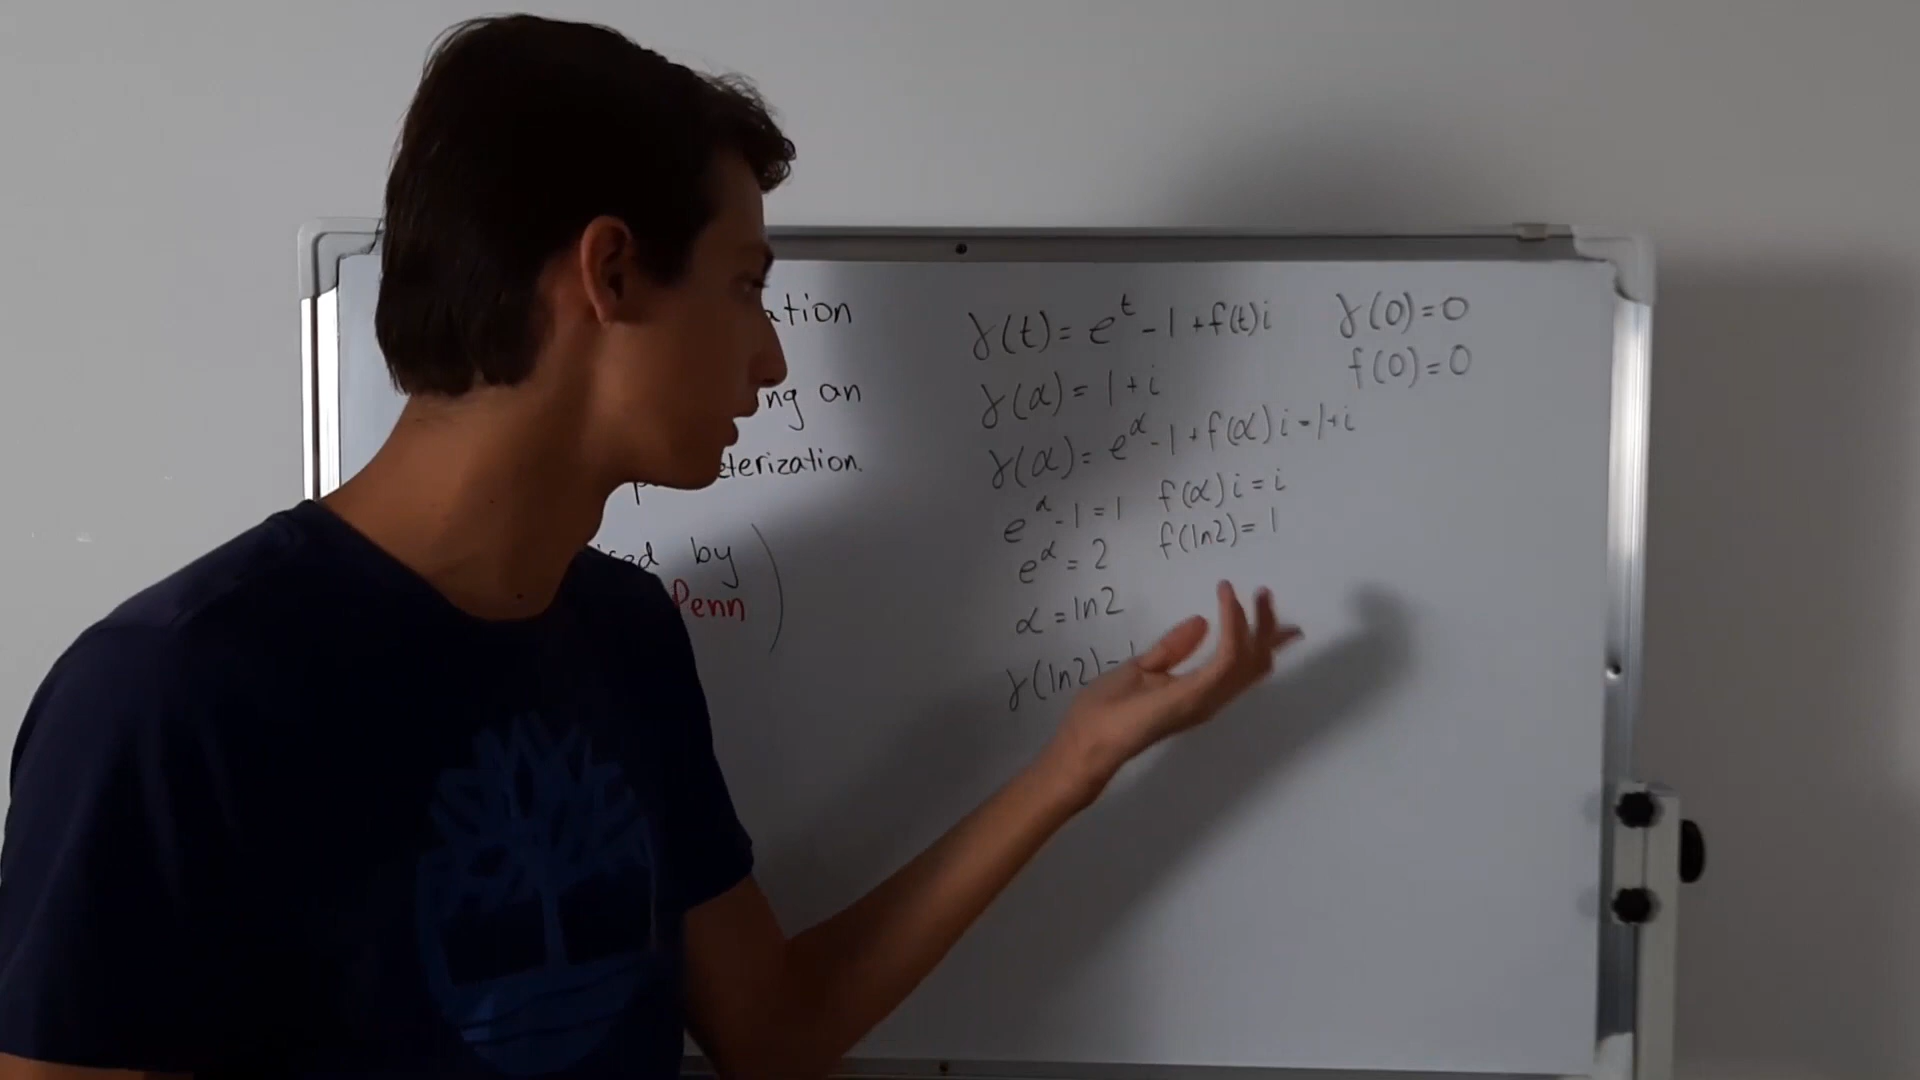 ation
ng an
eterization.
by
Penn
γ(t) = e^t - 1 + f(t)i
γ(α) = 1 + i
γ(α) = e^α - 1 + f(α)i = 1 + i
e^α - 1 = 1
e^α = 2
α = ln2
γ(ln2) =
f(α)i = i
f(ln2) = 1
γ(0) = 0
f(0) = 0